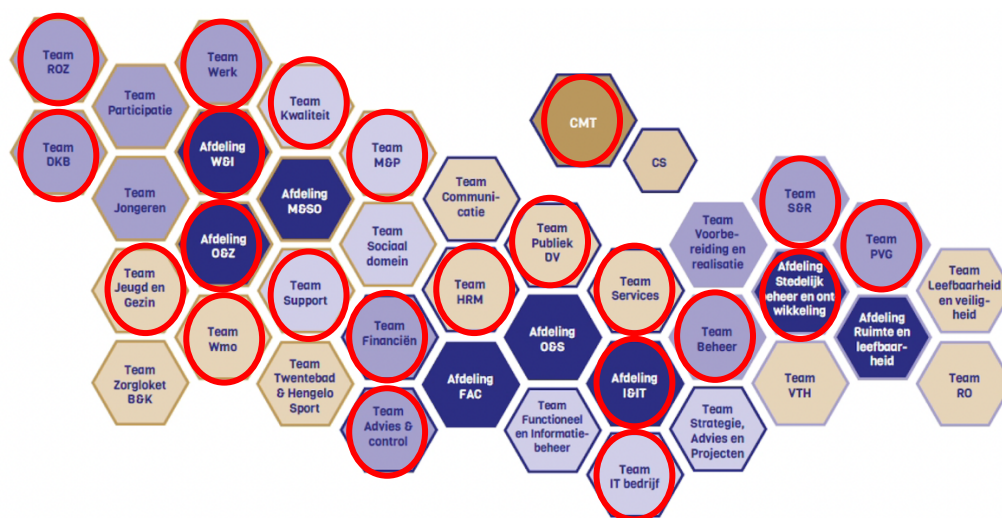 Team
ROZ
Team
Werk
Team
Participatie
Team
Kwaliteit
CMT
Team
DKB
Afdeling
W&I
Team
M&P
CS
Team
Jongeren
Afdeling
M&SO
Team
Communi-
catie
Team
S&R
Afdeling
O&Z
Team
Sociaal
domein
Team
Publiek
DV
Team
Voorbe-
reiding en
realisatie
Team
PVG
Team
Jeugd en
Gezin
Team
Support
Team
HRM
Team
Services
Afdeling
Stedelijk
eheer en ont
wikkeling
Team
Leefbaarheid
en veilig-
heid
Team
Wmo
Team
Financiën
Afdeling
O&S
Team
Beheer
Afdeling
Ruimte en
leefbaar-
heid
Team
Zorgloket
B&K
Team
Twentebad
& Hengelo
Sport
Afdeling
FAC
Afdeling
I&IT
Team
VTH
Team
RO
Team
Advies &
control
Team
Functioneel
en Informatie-
beheer
Team
Strategie,
Advies en
Projecten
Team
IT bedrijf